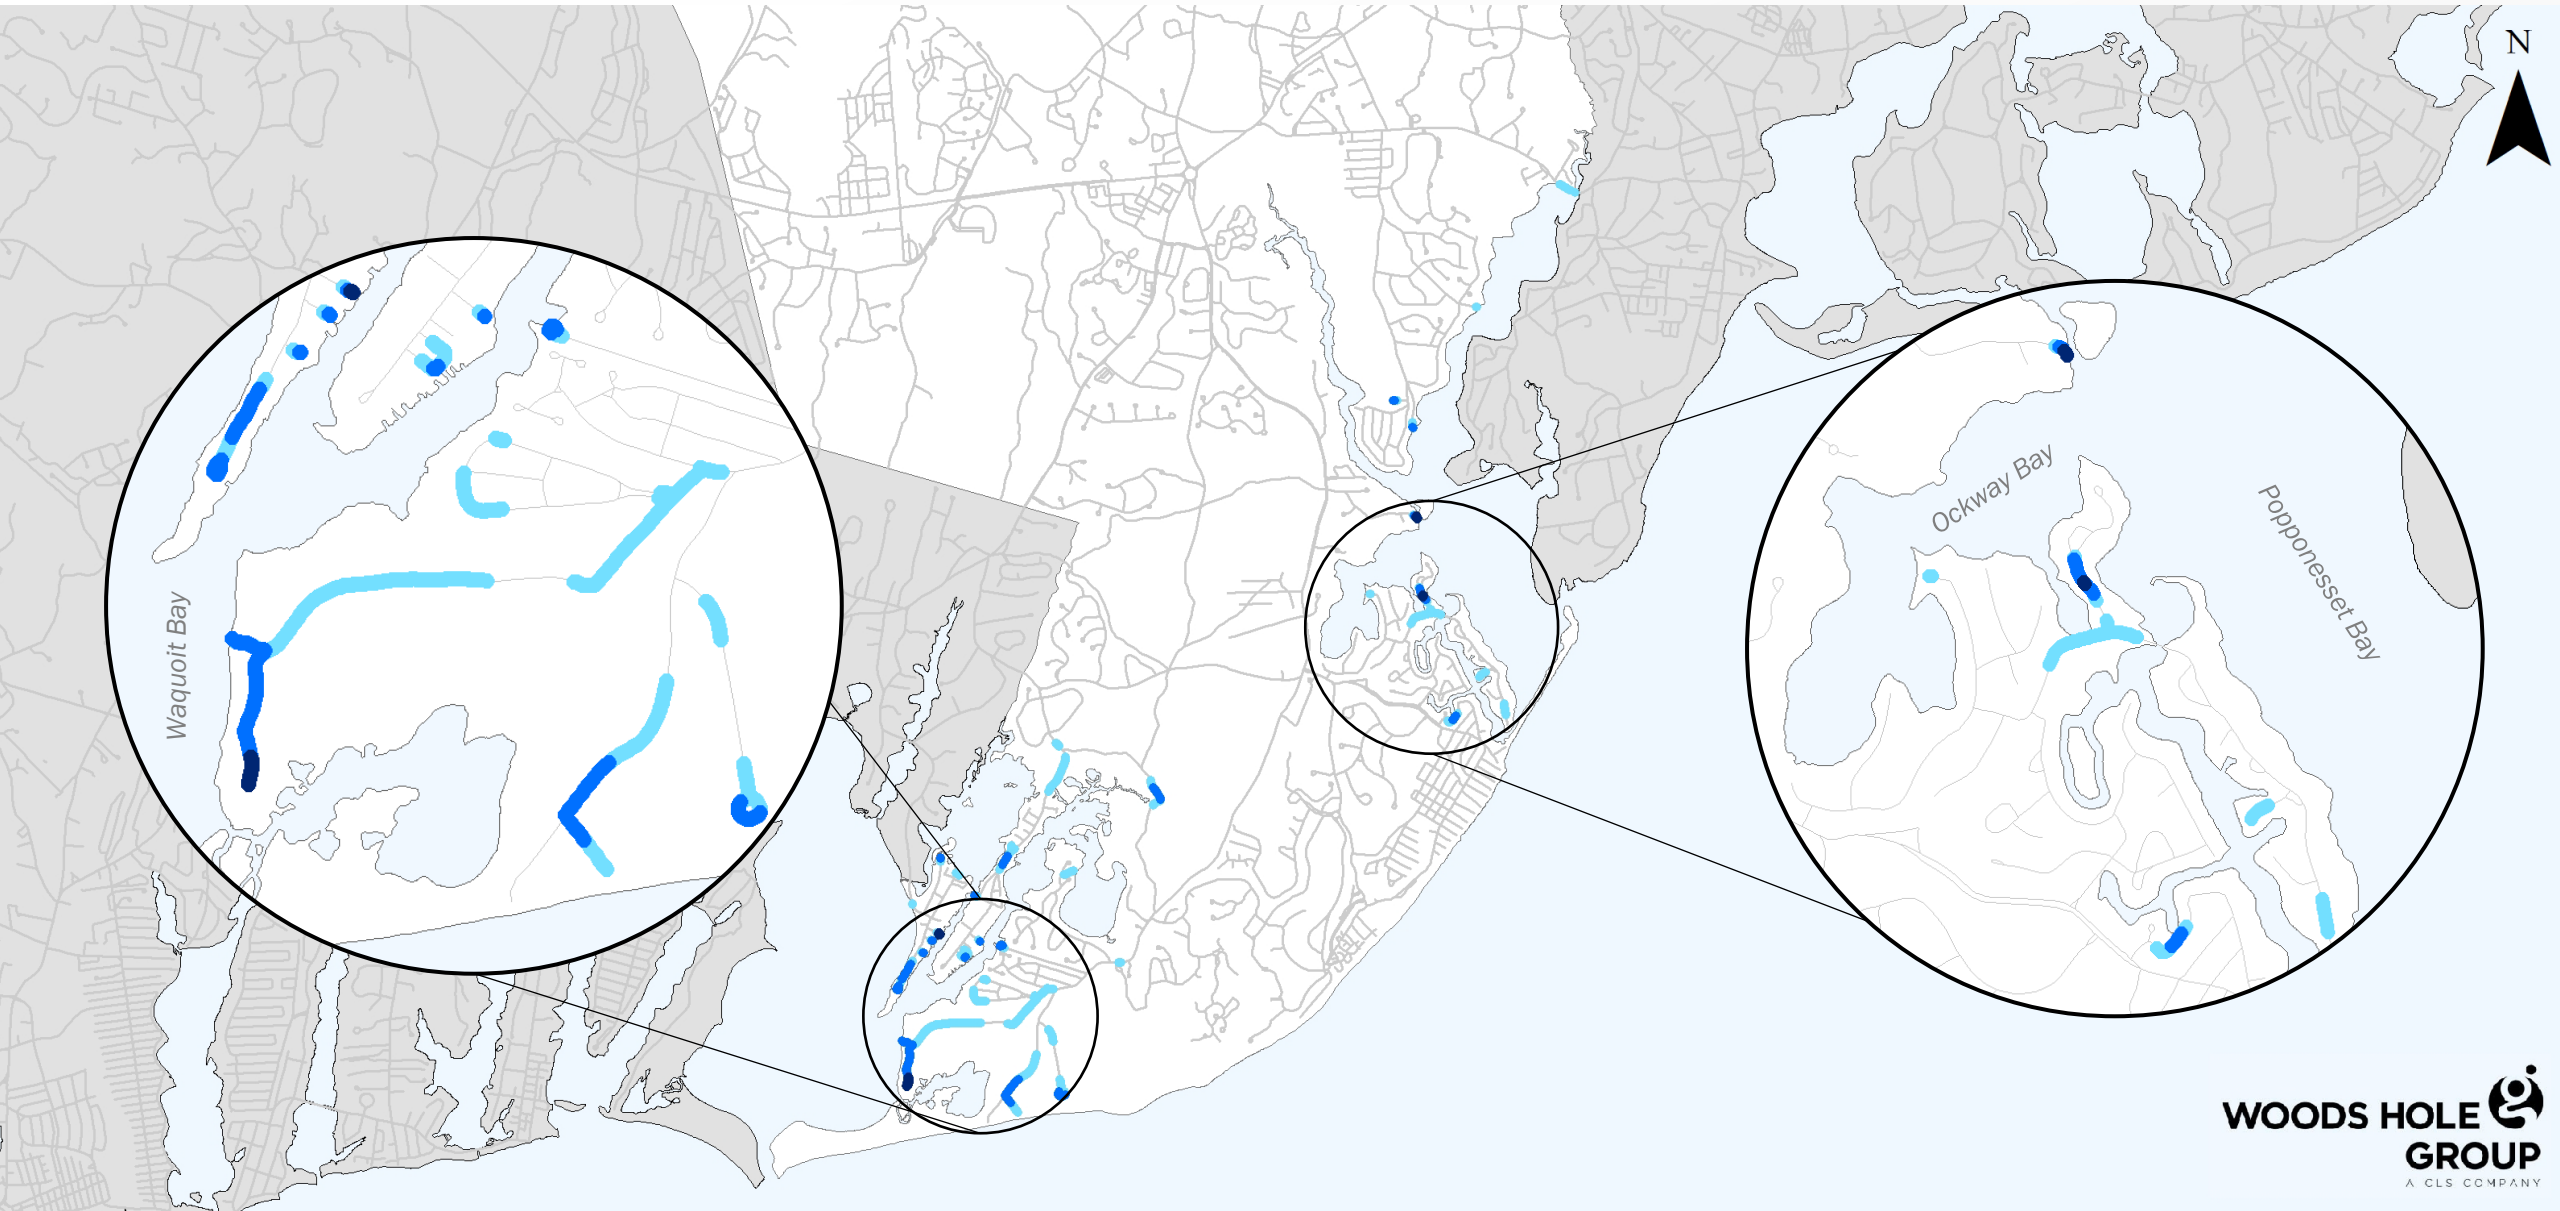 N
Waquoit Bay
Ockway Bay
Popponesset Bay
WOODS HOLE
GROUP
A CLS COMPANY